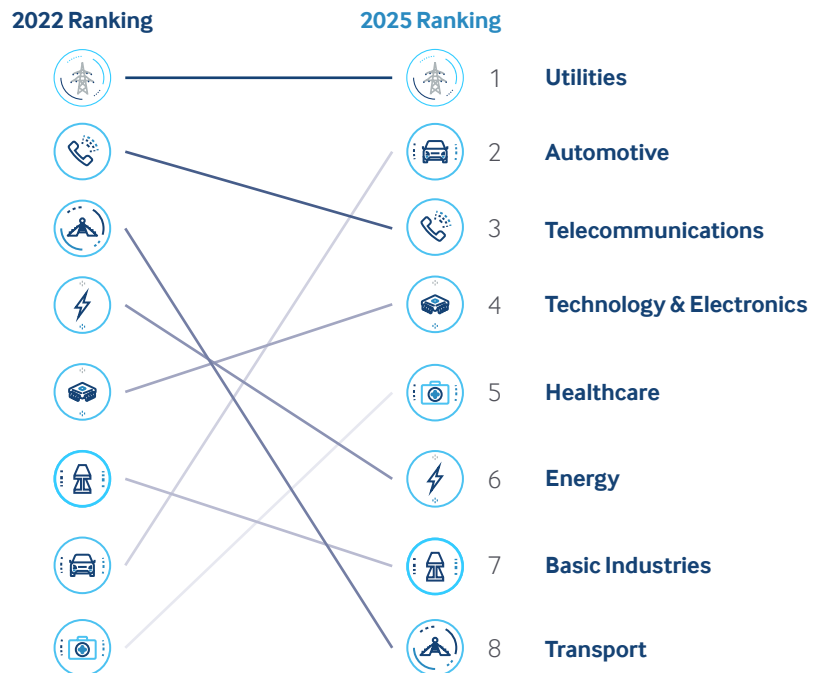 2022 Ranking
2025 Ranking
1 Utilities
2 Automotive
3 Telecommunications
4 Technology & Electronics
5 Healthcare
6 Energy
7 Basic Industries
8 Transport